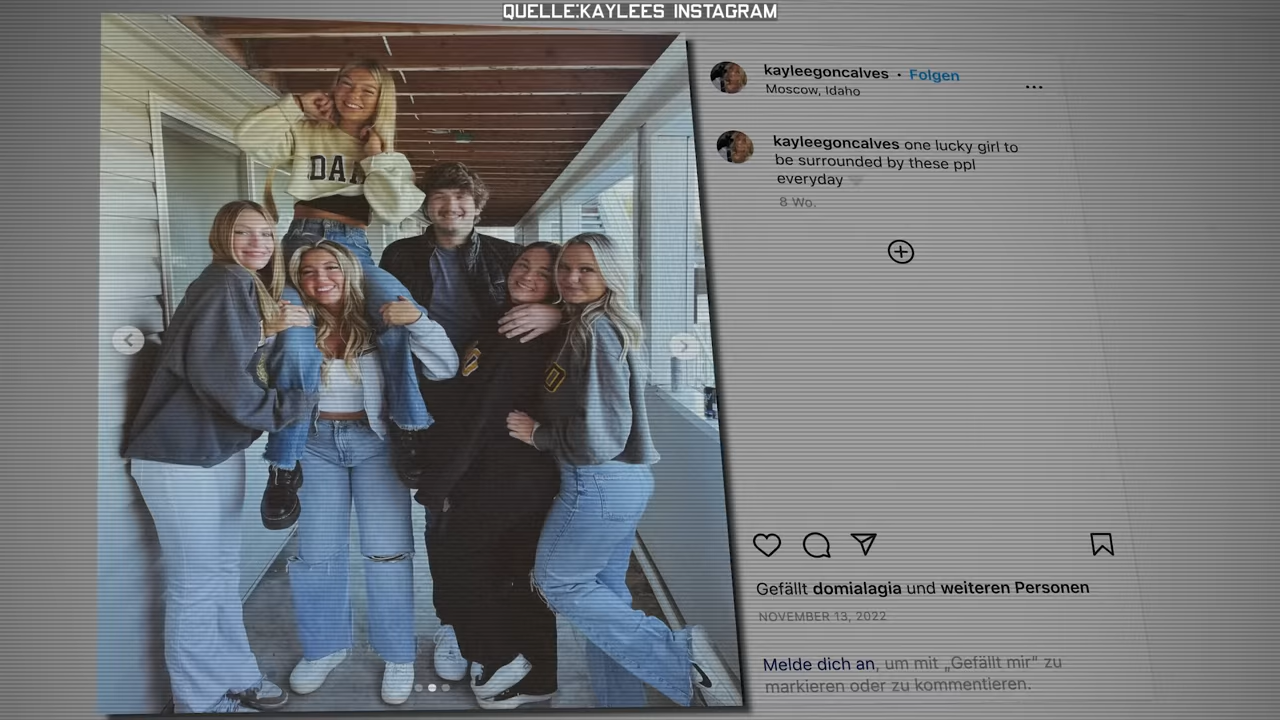 QUELLE:KAYLEES INSTAGRAM
kayleegoncalves • Folgen
Moscow, Idaho
kayleegoncalves one lucky girl to
be surrounded by these ppl
everyday
8 Wo.
DAD
Gefällt domialagia und weiteren Personen
NOVEMBER 13, 2022
Melde dich an, um mit „Gefällt mir" zu
markieren oder zu kommentieren.